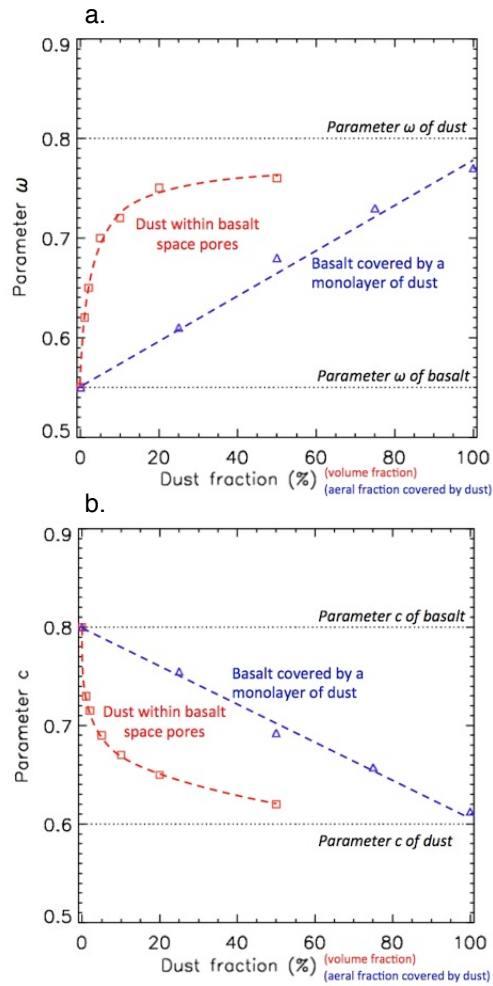 a.
0.9
0.8
0.7
0.6
0.5
Parameter ω
Parameter ω of dust
Dust within basalt
space pores
Basalt covered by a
monolayer of dust
Parameter ω of basalt
0
20
40
60
80
100
Dust fraction (%) (volume fraction)
(aeral fraction covered by dust)
b.
0.9
0.8
0.7
0.6
0.5
Parameter c
Parameter c of basalt
Basalt covered by a
monolayer of dust
Dust within basalt
space pores
Parameter c of dust
0
20
40
60
80
100
Dust fraction (%) (volume fraction)
(aeral fraction covered by dust)